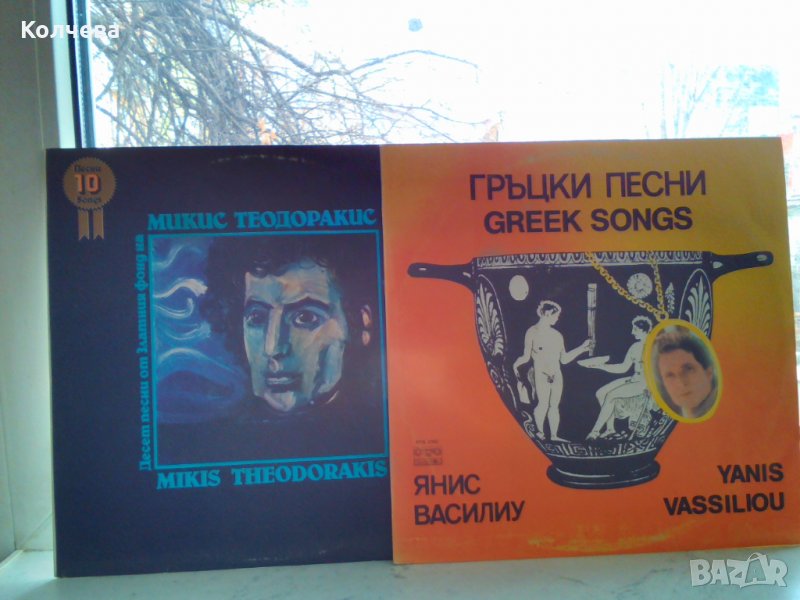 Колчева
Песни
10
Songs
МИКИС ТЕОДОРАКИС
Десет песни от Златния фонд на
MIKIS THEODORAKIS
ГРЪЦКИ ПЕСНИ
GREEK SONGS
ЯНИС
ВАСИЛИУ
YANIS
VASSILIOU
BAZAR